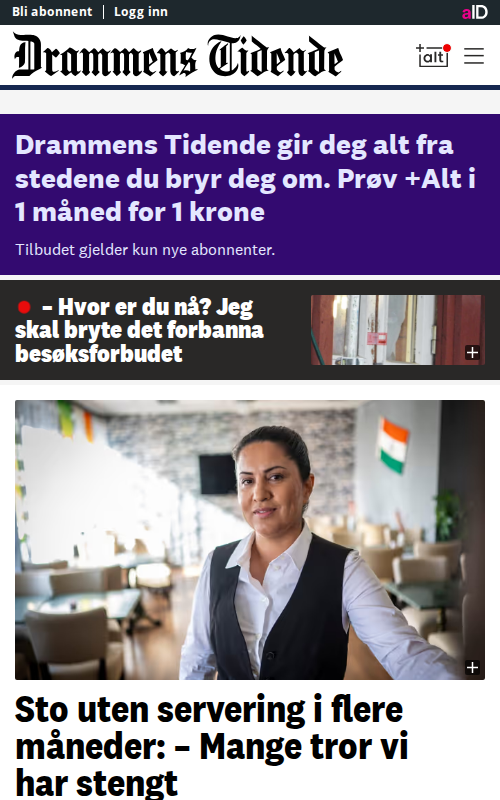 Bli abonnent | Logg inn
aID
Drammens Tidende
+alt
Drammens Tidende gir deg alt fra
stedene du bryr deg om. Prøv +Alt i
1 måned for 1 krone
Tilbudet gjelder kun nye abonnenter.
– Hvor er du nå? Jeg
skal bryte det forbanna
besøksforbudet
Sto uten servering i flere
måneder: – Mange tror vi
har stengt